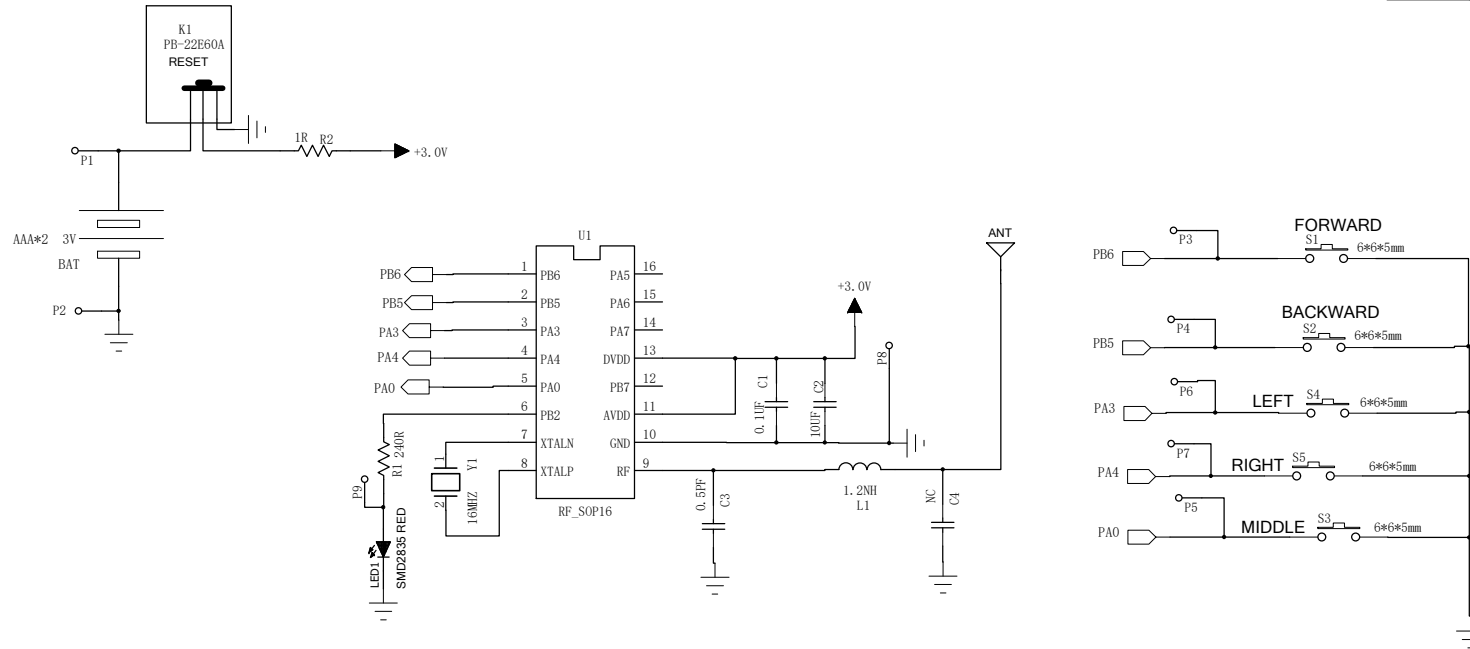 K1
PB-22E60A
RESET
1R R2
+3.0V
P1
AAA*2 3V
BAT
P2
U1
PB6
PB5
PA3
PA4
PA0
1
2
3
4
5
6
7
8
PB6
PB5
PA3
PA4
PA0
PB2
XTALN
XTALP
PA5
PA6
PA7
DVDD
PB7
AVDD
GND
RF
16
15
14
13
12
11
10
9
RF_SOP16
R1 240R
P9
LED1
SMD2835 RED
1
2
Y1
16MHZ
+3.0V
C1
0.1UF
C2
10UF
P8
ANT
0.5PF
C3
1.2NH
L1
NC
C4
FORWARD
P3
PB6
S1
6*6*5mm
BACKWARD
P4
PB5
S2
6*6*5mm
P6
PA3
LEFT
S4
6*6*5mm
P7
PA4
RIGHT
S5
6*6*5mm
P5
PA0
MIDDLE
S3
6*6*5mm